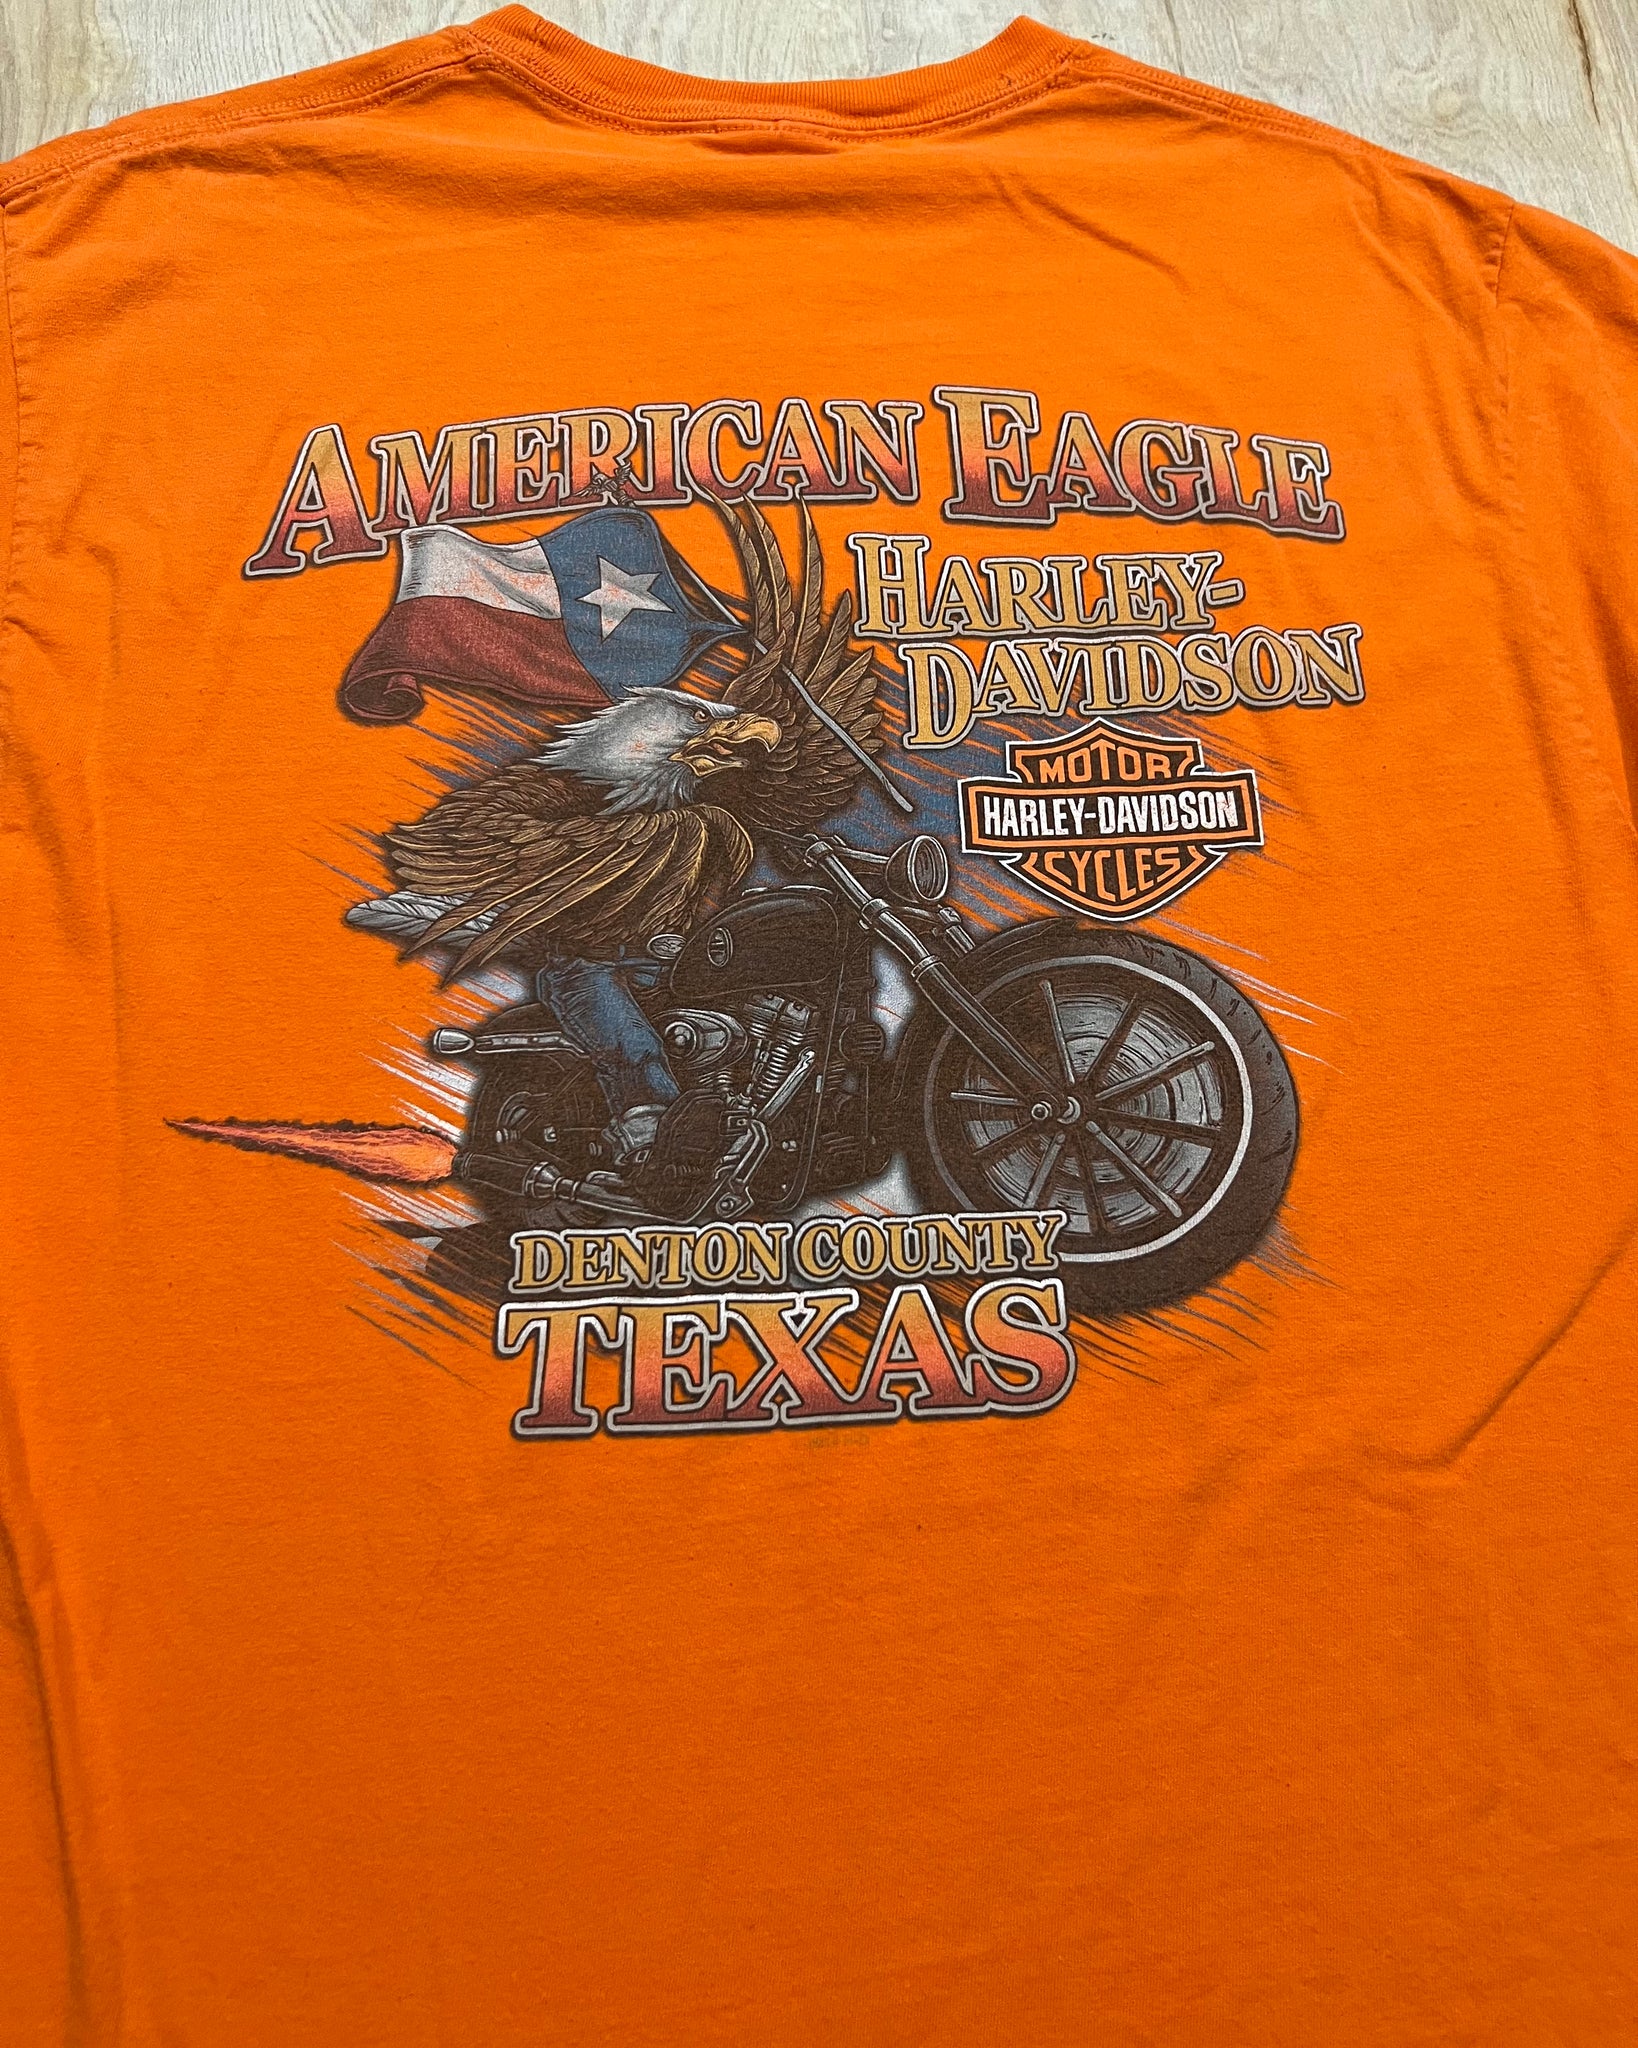 AMERICAN EAGLE
HARLEY-
DAVIDSON
MOTOR
HARLEY-DAVIDSON
CYCLES
DENTON COUNTY
TEXAS